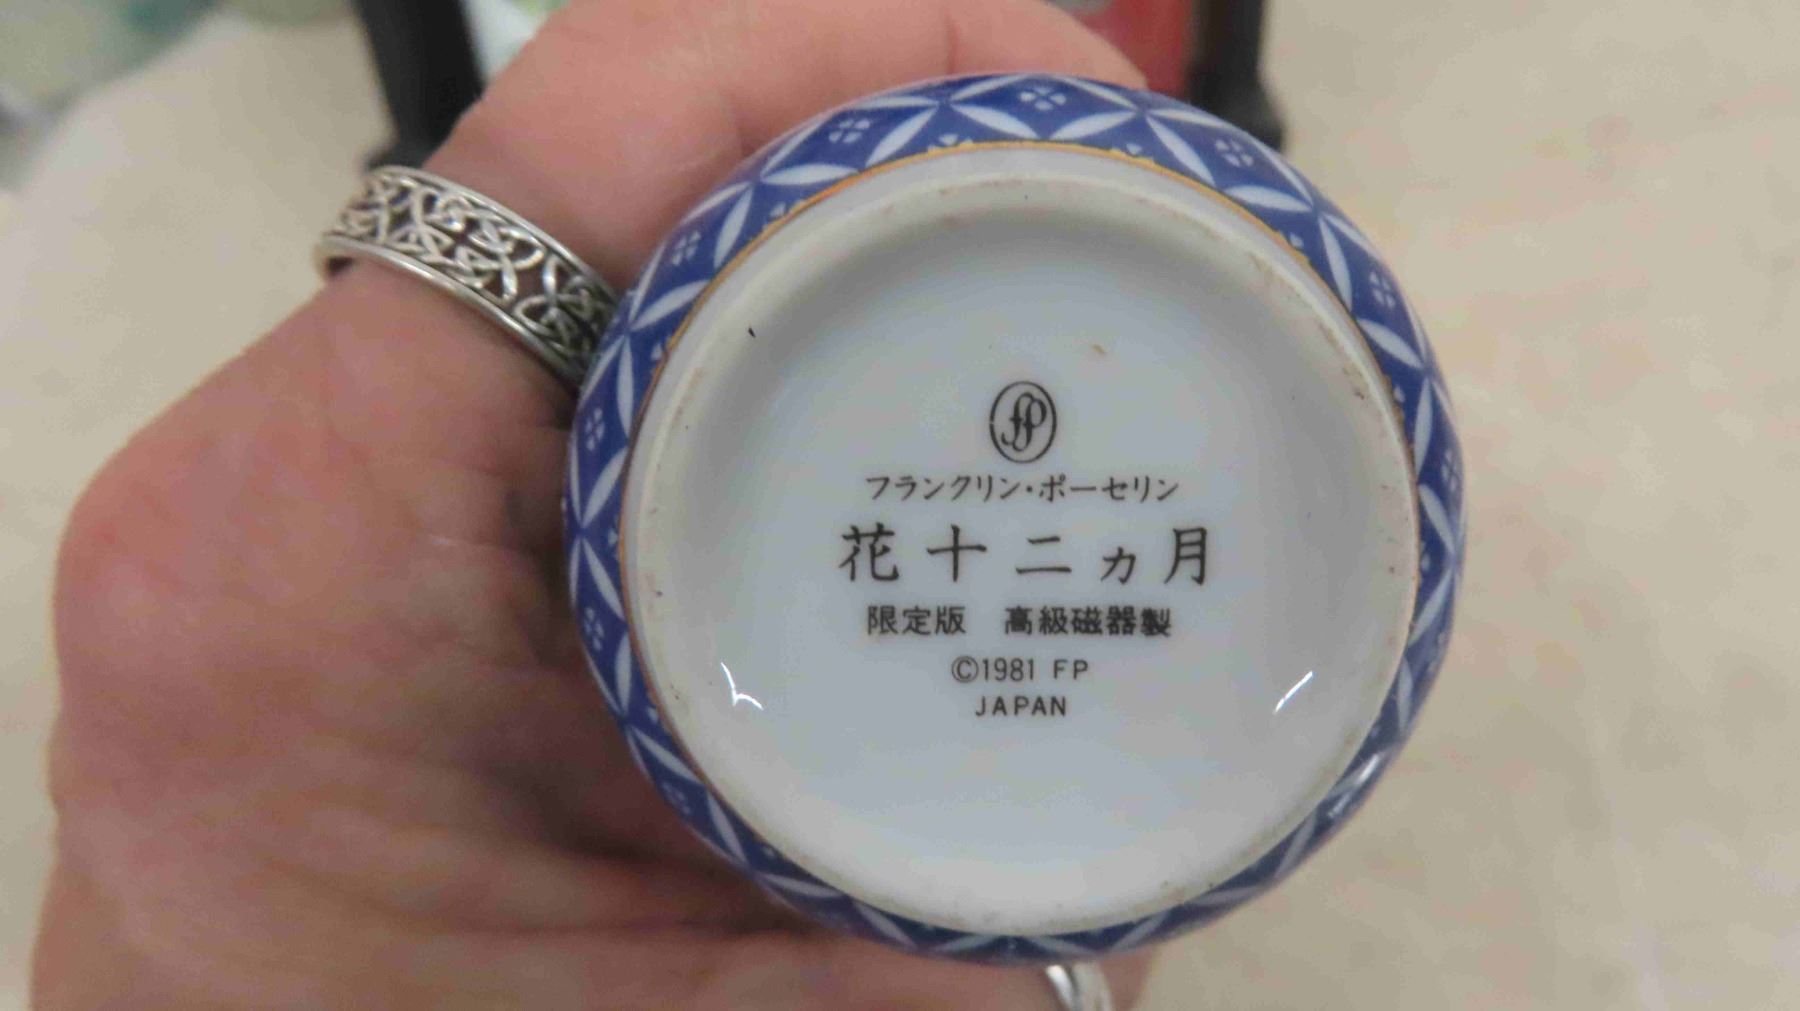 FP
フランクリン・ポーセリン
花十二ヵ月
限定版　高級磁器製
©1981 FP
JAPAN